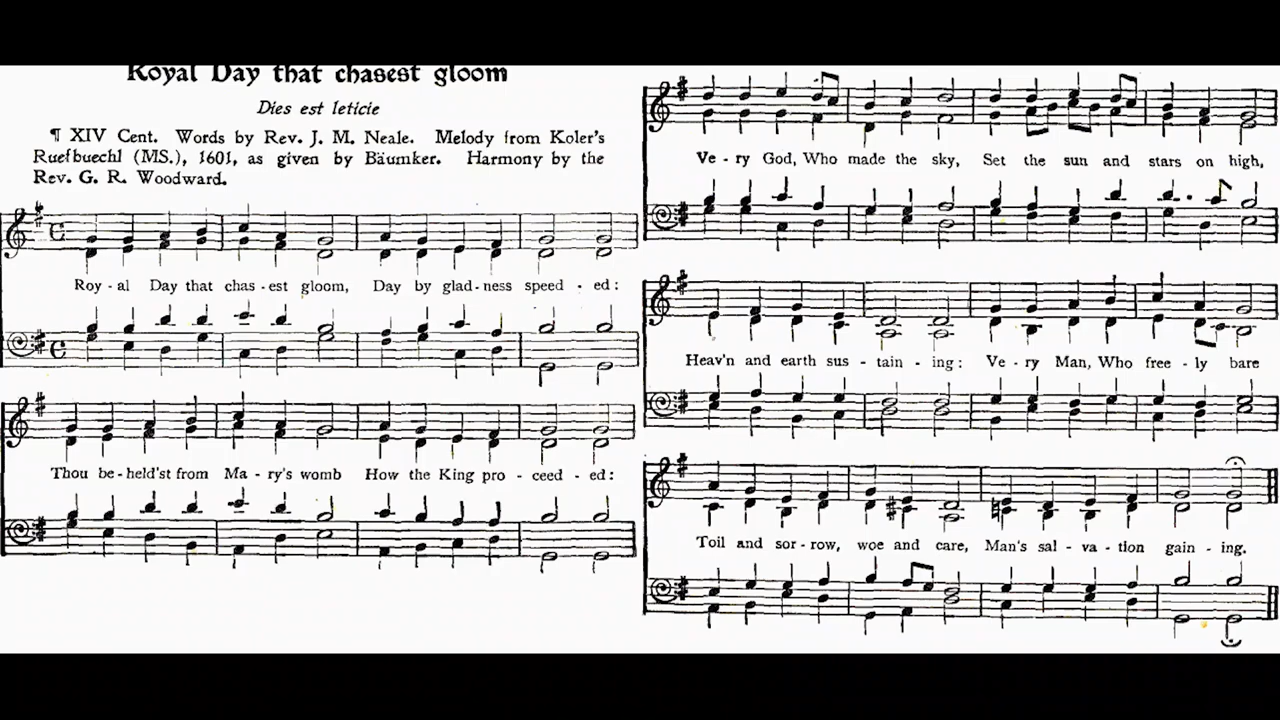 Royal Day that chasest gloom
Dies est leticie
¶ XIV Cent. Words by Rev. J. M. Neale. Melody from Koler's
Ruefbuechl (MS.), 1601, as given by Bäumker. Harmony by the
Rev. G. R. Woodward.
Roy - al Day that chas - est gloom, Day by glad - ness speed - ed :
Thou be - held'st from Ma - ry's womb How the King pro - ceed - ed :
Ve - ry God, Who made the sky, Set the sun and stars on high,
Heav'n and earth sus - tain - ing : Ve - ry Man, Who free - ly bare
Toil and sor - row, woe and care, Man's sal - va - tion gain - ing.